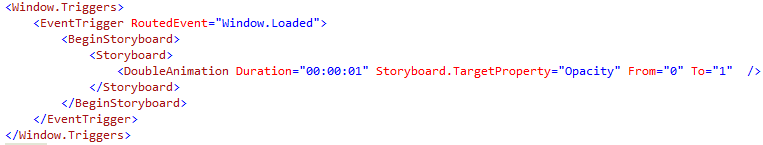 <Window.Triggers>
    <EventTrigger RoutedEvent="Window.Loaded">
        <BeginStoryboard>
            <Storyboard>
                <DoubleAnimation Duration="00:00:01" Storyboard.TargetProperty="Opacity" From="0" To="1"  />
            </Storyboard>
        </BeginStoryboard>
    </EventTrigger>
</Window.Triggers>